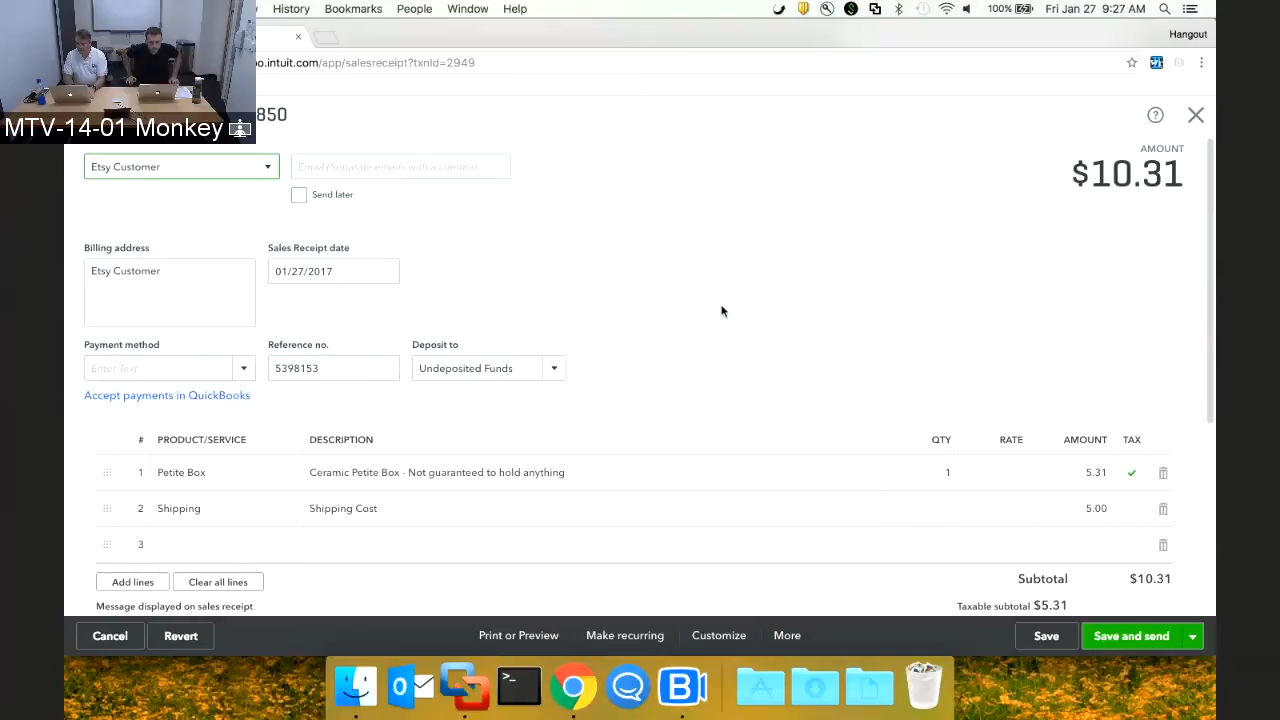 History Bookmarks People Window Help 100% Fri Jan 27 9:27 AM
Hangout
o.intuit.com/app/salesreceipt?txnId=2949
MTV-14-01 Monkey
850
AMOUNT
$10.31
Etsy Customer
Email (Separate emails with a comma)
Send later
Billing address
Sales Receipt date
Etsy Customer
01/27/2017
Payment method
Reference no.
Deposit to
Enter Text
5398153
Undeposited Funds
Accept payments in QuickBooks
# PRODUCT/SERVICE DESCRIPTION QTY RATE AMOUNT TAX
1 Petite Box Ceramic Petite Box - Not guaranteed to hold anything 1 5.31 ✓
2 Shipping Shipping Cost 5.00
3
Add lines Clear all lines
Subtotal $10.31
Message displayed on sales receipt
Taxable subtotal $5.31
Cancel Revert Print or Preview Make recurring Customize More Save Save and send